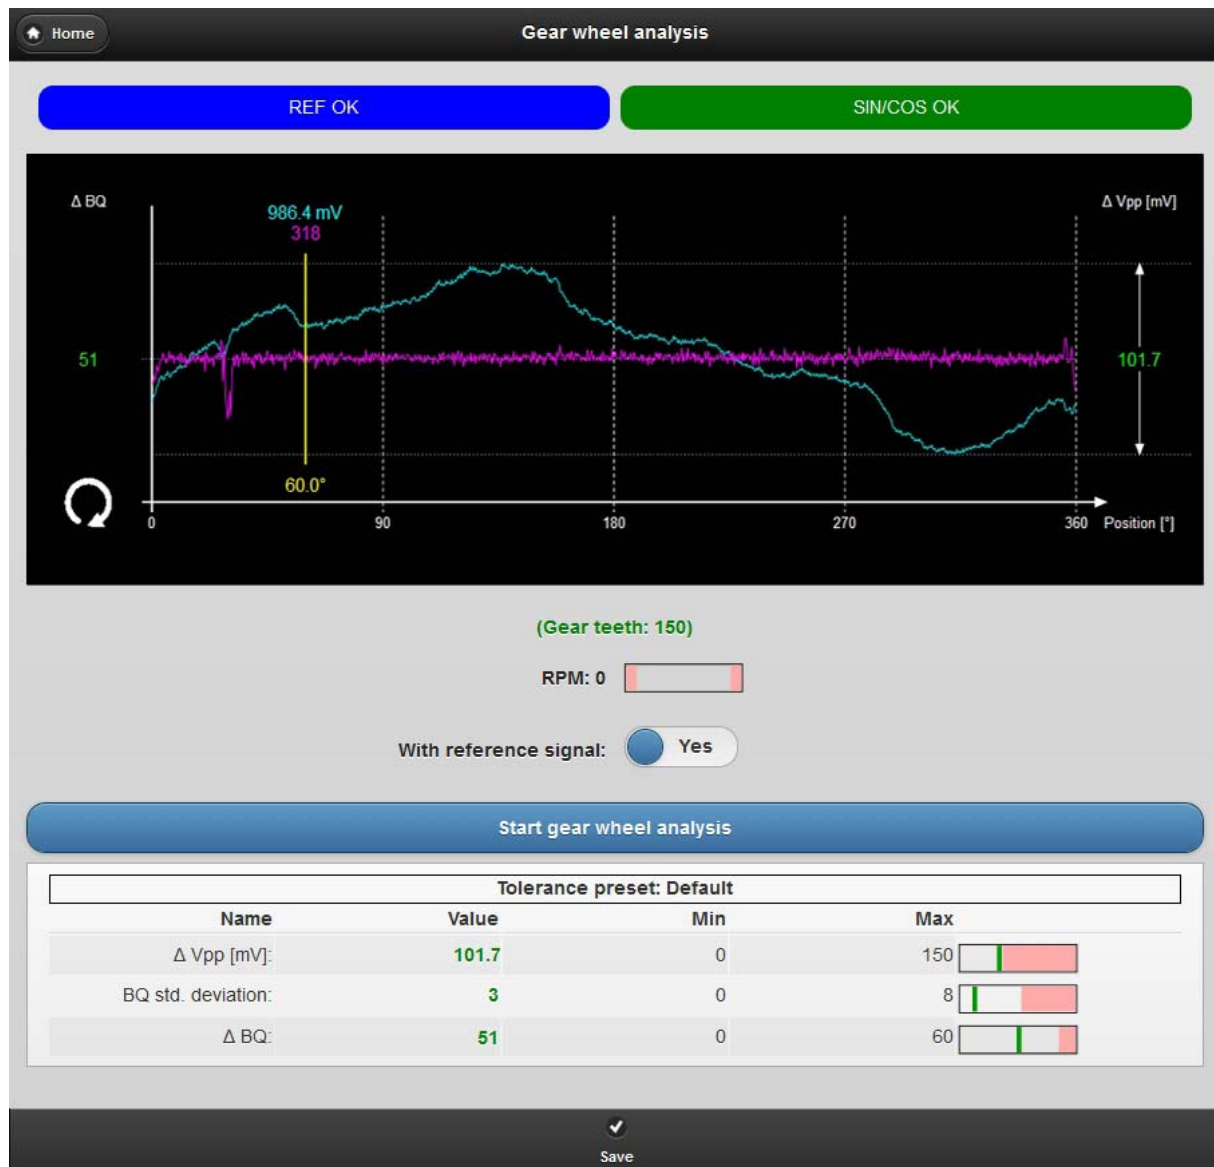 Home
Gear wheel analysis
REF OK
SIN/COS OK
Δ BQ
986.4 mV
318
Δ Vpp [mV]
51
101.7
60.0°
0 90 180 270 360 Position [°]
(Gear teeth: 150)
RPM: 0
With reference signal: Yes
Start gear wheel analysis
Tolerance preset: Default
Name Value Min Max
Δ Vpp [mV]: 101.7 0 150
BQ std. deviation: 3 0 8
Δ BQ: 51 0 60
Save